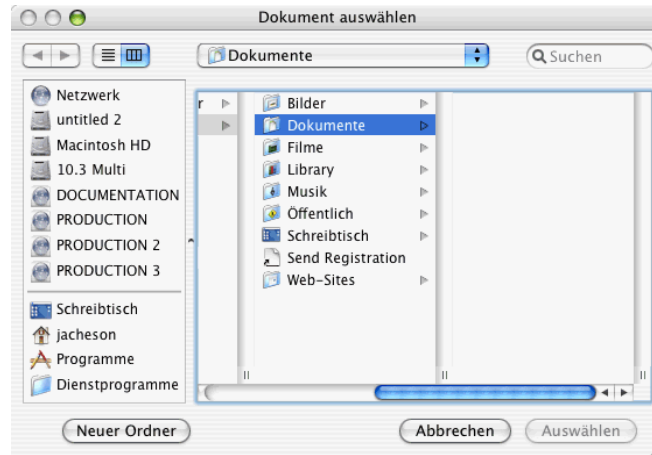 Dokument auswählen
Dokumente
Suchen
Netzwerk
untitled 2
Macintosh HD
10.3 Multi
DOCUMENTATION
PRODUCTION
PRODUCTION 2
PRODUCTION 3
Schreibtisch
jacheson
Programme
Dienstprogramme
r
Bilder
Dokumente
Filme
Library
Musik
Öffentlich
Schreibtisch
Send Registration
Web-Sites
Neuer Ordner
Abbrechen
Auswählen